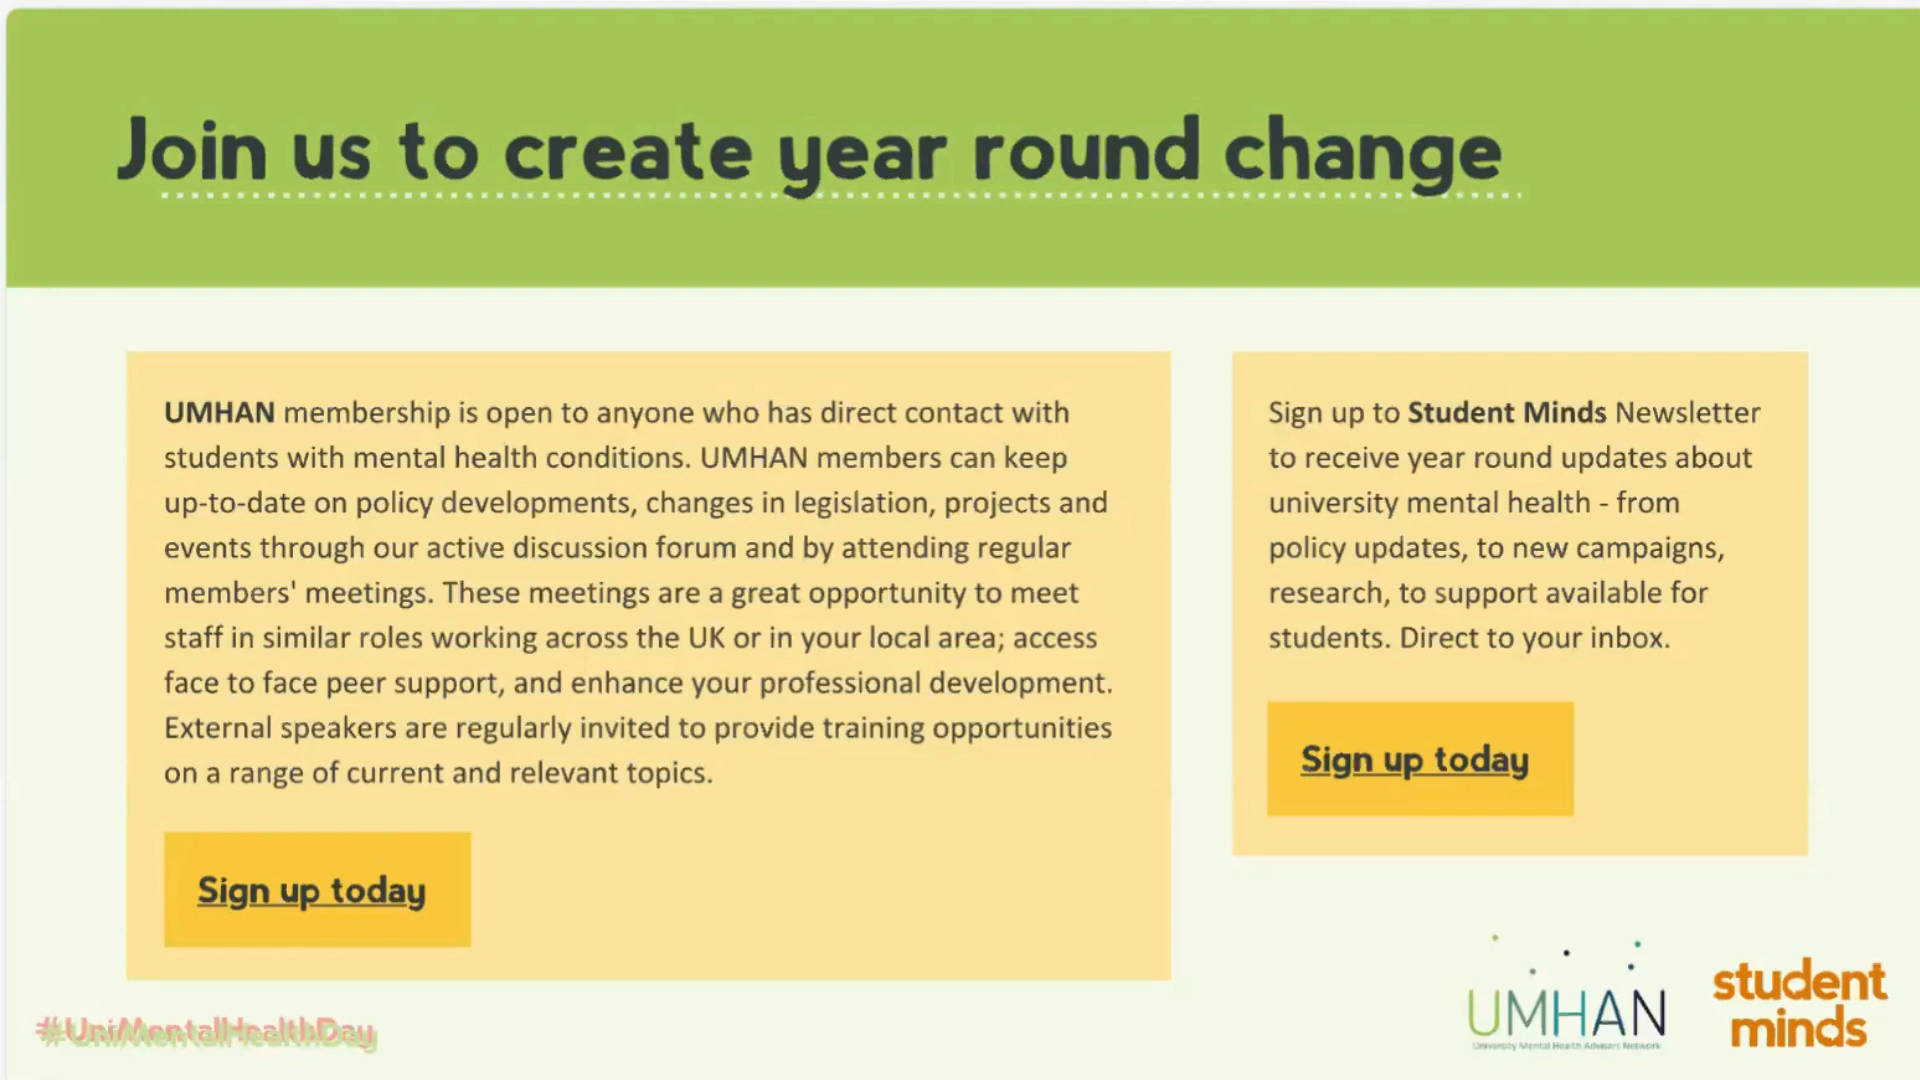 Join us to create year round change
UMHAN membership is open to anyone who has direct contact with
students with mental health conditions. UMHAN members can keep
up-to-date on policy developments, changes in legislation, projects and
events through our active discussion forum and by attending regular
members' meetings. These meetings are a great opportunity to meet
staff in similar roles working across the UK or in your local area; access
face to face peer support, and enhance your professional development.
External speakers are regularly invited to provide training opportunities
on a range of current and relevant topics.
Sign up today
Sign up to Student Minds Newsletter
to receive year round updates about
university mental health - from
policy updates, to new campaigns,
research, to support available for
students. Direct to your inbox.
Sign up today
#UniMentalHealthDay
UMHAN
University Mental Health Advisers Network
student
minds